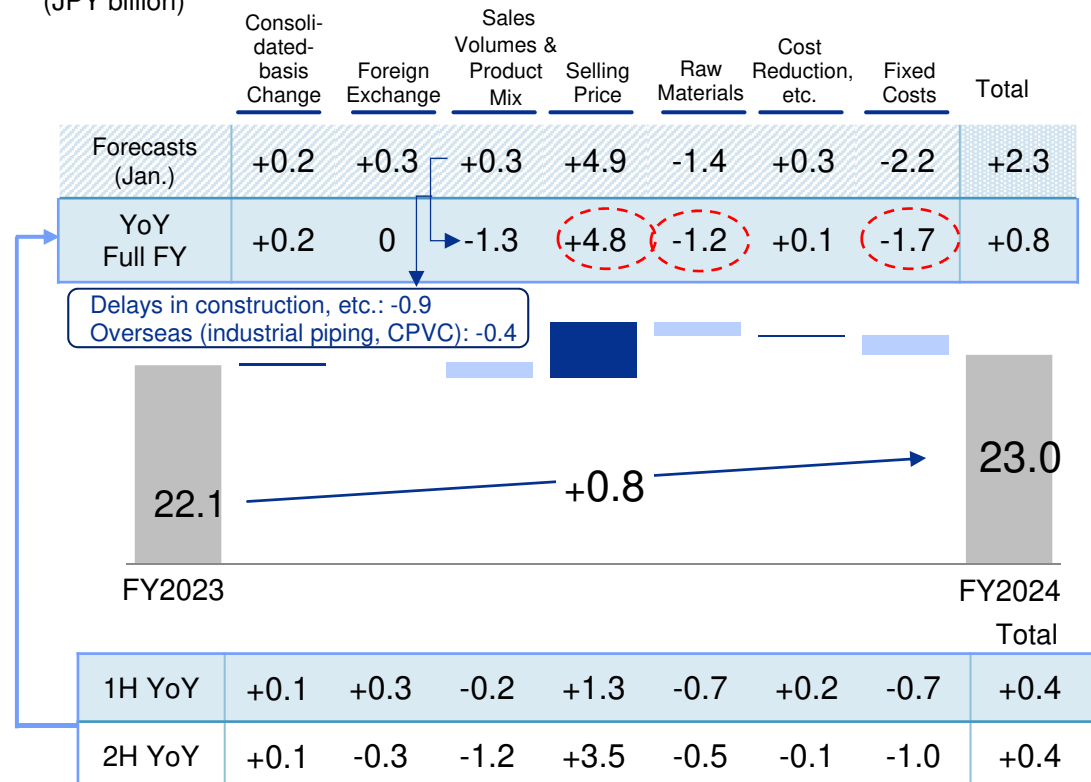 (JPY billion)
Consoli-
dated-
basis
Change
Foreign
Exchange
Sales
Volumes &
Product
Mix
Selling
Price
Raw
Materials
Cost
Reduction,
etc.
Fixed
Costs
Total
Forecasts
(Jan.)
+0.2 +0.3 +0.3 +4.9 -1.4 +0.3 -2.2 +2.3
YoY
Full FY
+0.2 0 -1.3 +4.8 -1.2 +0.1 -1.7 +0.8
Delays in construction, etc.: -0.9
Overseas (industrial piping, CPVC): -0.4
22.1
+0.8
23.0
FY2023
FY2024
Total
1H YoY +0.1 +0.3 -0.2 +1.3 -0.7 +0.2 -0.7 +0.4
2H YoY +0.1 -0.3 -1.2 +3.5 -0.5 -0.1 -1.0 +0.4